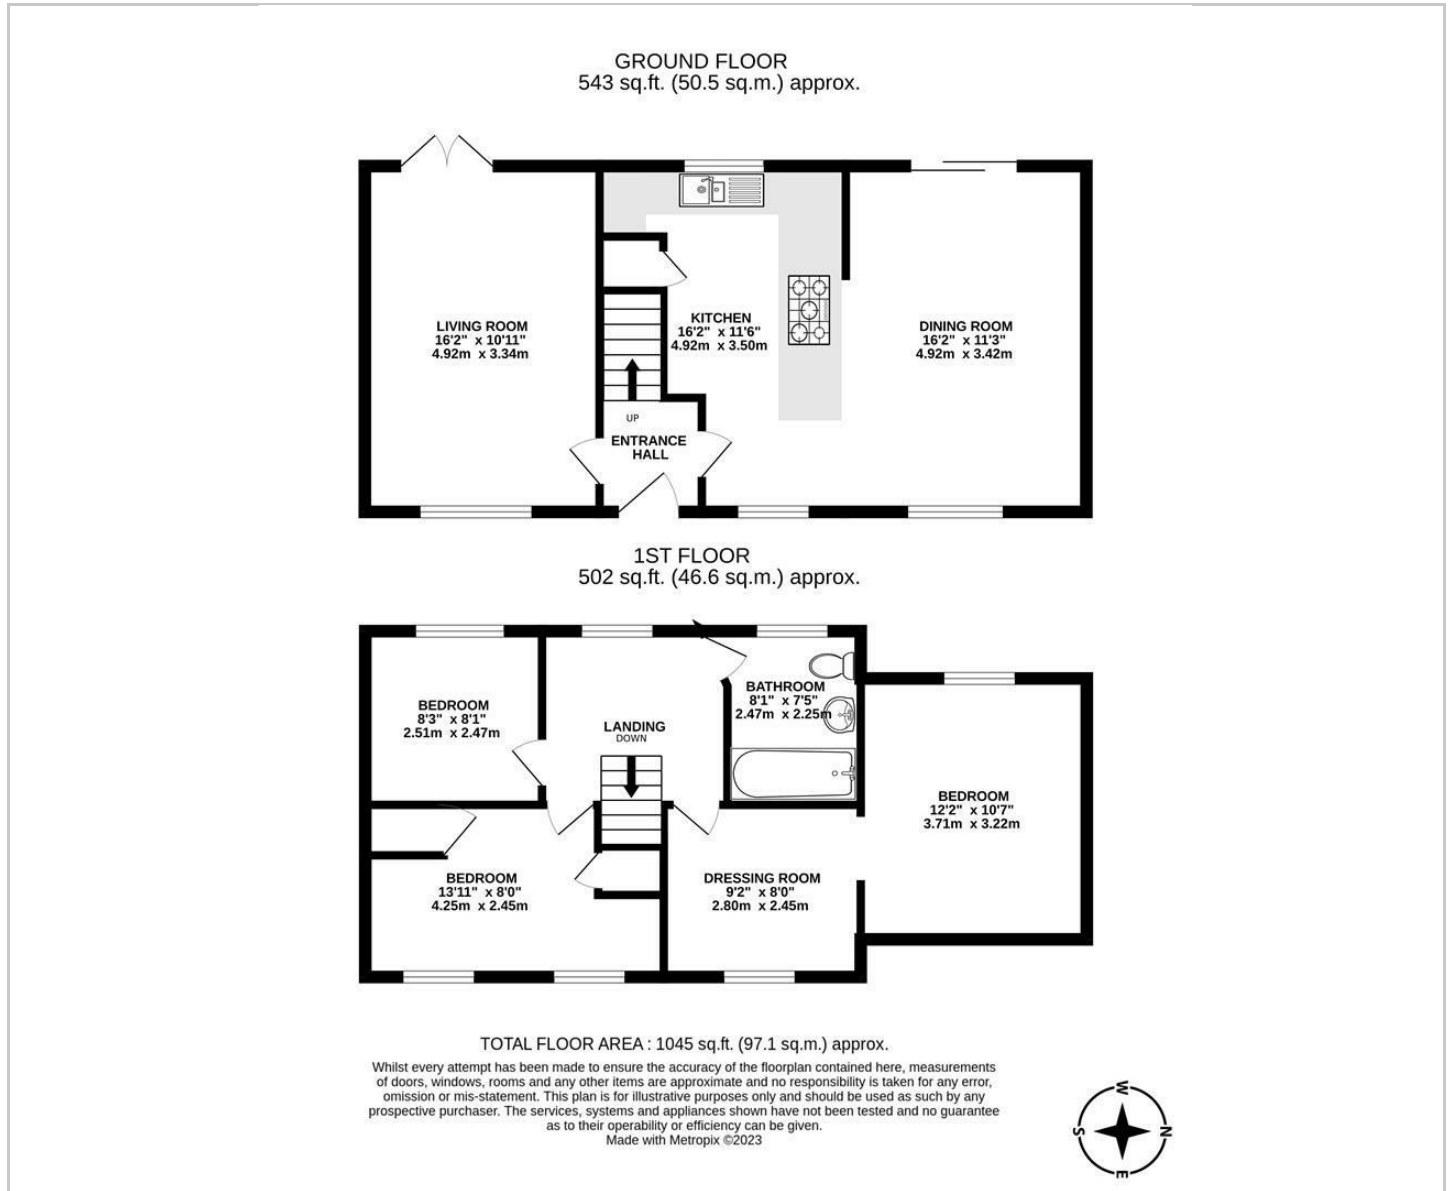 GROUND FLOOR
543 sq.ft. (50.5 sq.m.) approx.
LIVING ROOM
16'2" x 10'11"
4.92m x 3.34m
KITCHEN
16'2" x 11'6"
4.92m x 3.50m
DINING ROOM
16'2" x 11'3"
4.92m x 3.42m
UP
ENTRANCE
HALL
1ST FLOOR
502 sq.ft. (46.6 sq.m.) approx.
BEDROOM
8'3" x 8'1"
2.51m x 2.47m
LANDING
DOWN
BATHROOM
8'1" x 7'5"
2.47m x 2.25m
BEDROOM
12'2" x 10'7"
3.71m x 3.22m
BEDROOM
13'11" x 8'0"
4.25m x 2.45m
DRESSING ROOM
9'2" x 8'0"
2.80m x 2.45m
TOTAL FLOOR AREA : 1045 sq.ft. (97.1 sq.m.) approx.
Whilst every attempt has been made to ensure the accuracy of the floorplan contained here, measurements
of doors, windows, rooms and any other items are approximate and no responsibility is taken for any error,
omission or mis-statement. This plan is for illustrative purposes only and should be used as such by any
prospective purchaser. The services, systems and appliances shown have not been tested and no guarantee
as to their operability or efficiency can be given.
Made with Metropix ©2023
W
S
N
E